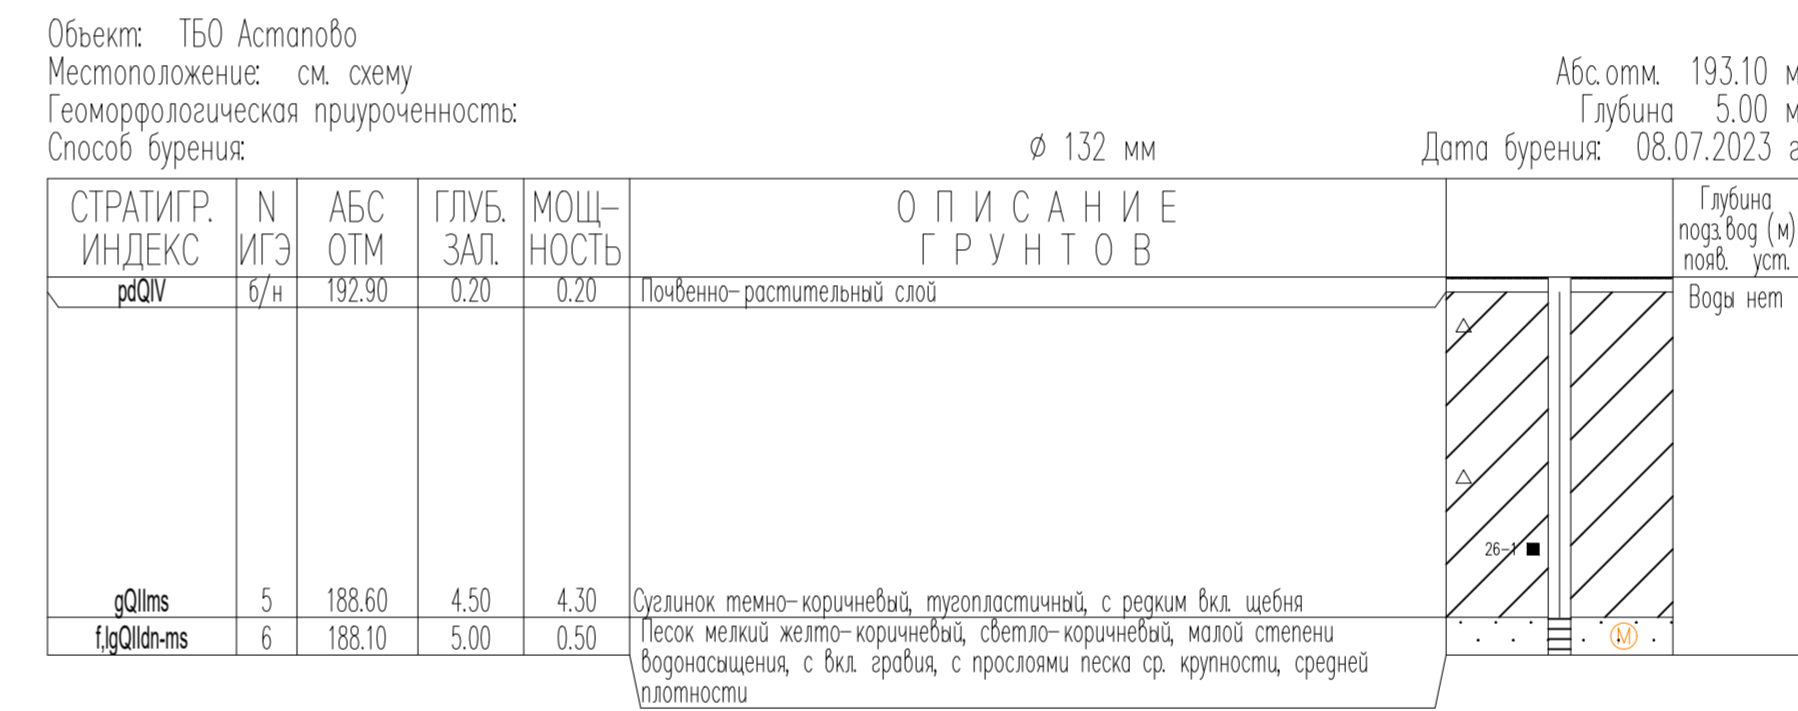 Объект: ТБО Астапово
Местоположение: см. схему
Абс.отм. 193.10 м
Геоморфологическая приуроченность:
Глубина 5.00 м
Способ бурения:
Ø 132 мм
Дата бурения: 08.07.2023 г
СТРАТИГР. ИНДЕКС
N ИГЭ
АБС ОТМ
ГЛУБ. ЗАЛ.
МОЩ-
НОСТЬ
ОПИСАНИЕ
ГРУНТОВ
Глубина
подз.вод (м)
появ. уст.
pdQIV б/н 192.90 0.20 0.20 Почвенно-растительный слой
Воды нет
26-1
gQIIms 5 188.60 4.50 4.30 Суглинок темно-коричневый, тугопластичный, с редким вкл. щебня
f,lgQIIdn-ms 6 188.10 5.00 0.50 Песок мелкий желто-коричневый, светло-коричневый, малой степени
водонасыщения, с вкл. гравия, с прослоями песка ср. крупности, средней
плотности
М